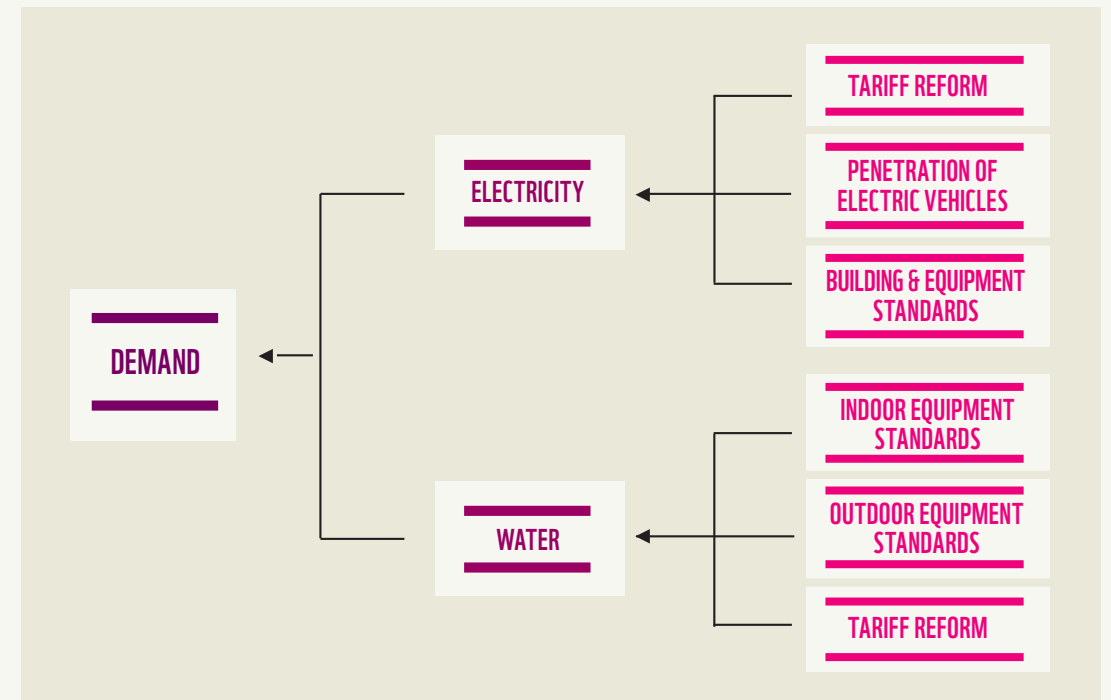 TARIFF REFORM
PENETRATION OF
ELECTRIC VEHICLES
ELECTRICITY
BUILDING & EQUIPMENT
STANDARDS
DEMAND
INDOOR EQUIPMENT
STANDARDS
OUTDOOR EQUIPMENT
STANDARDS
WATER
TARIFF REFORM